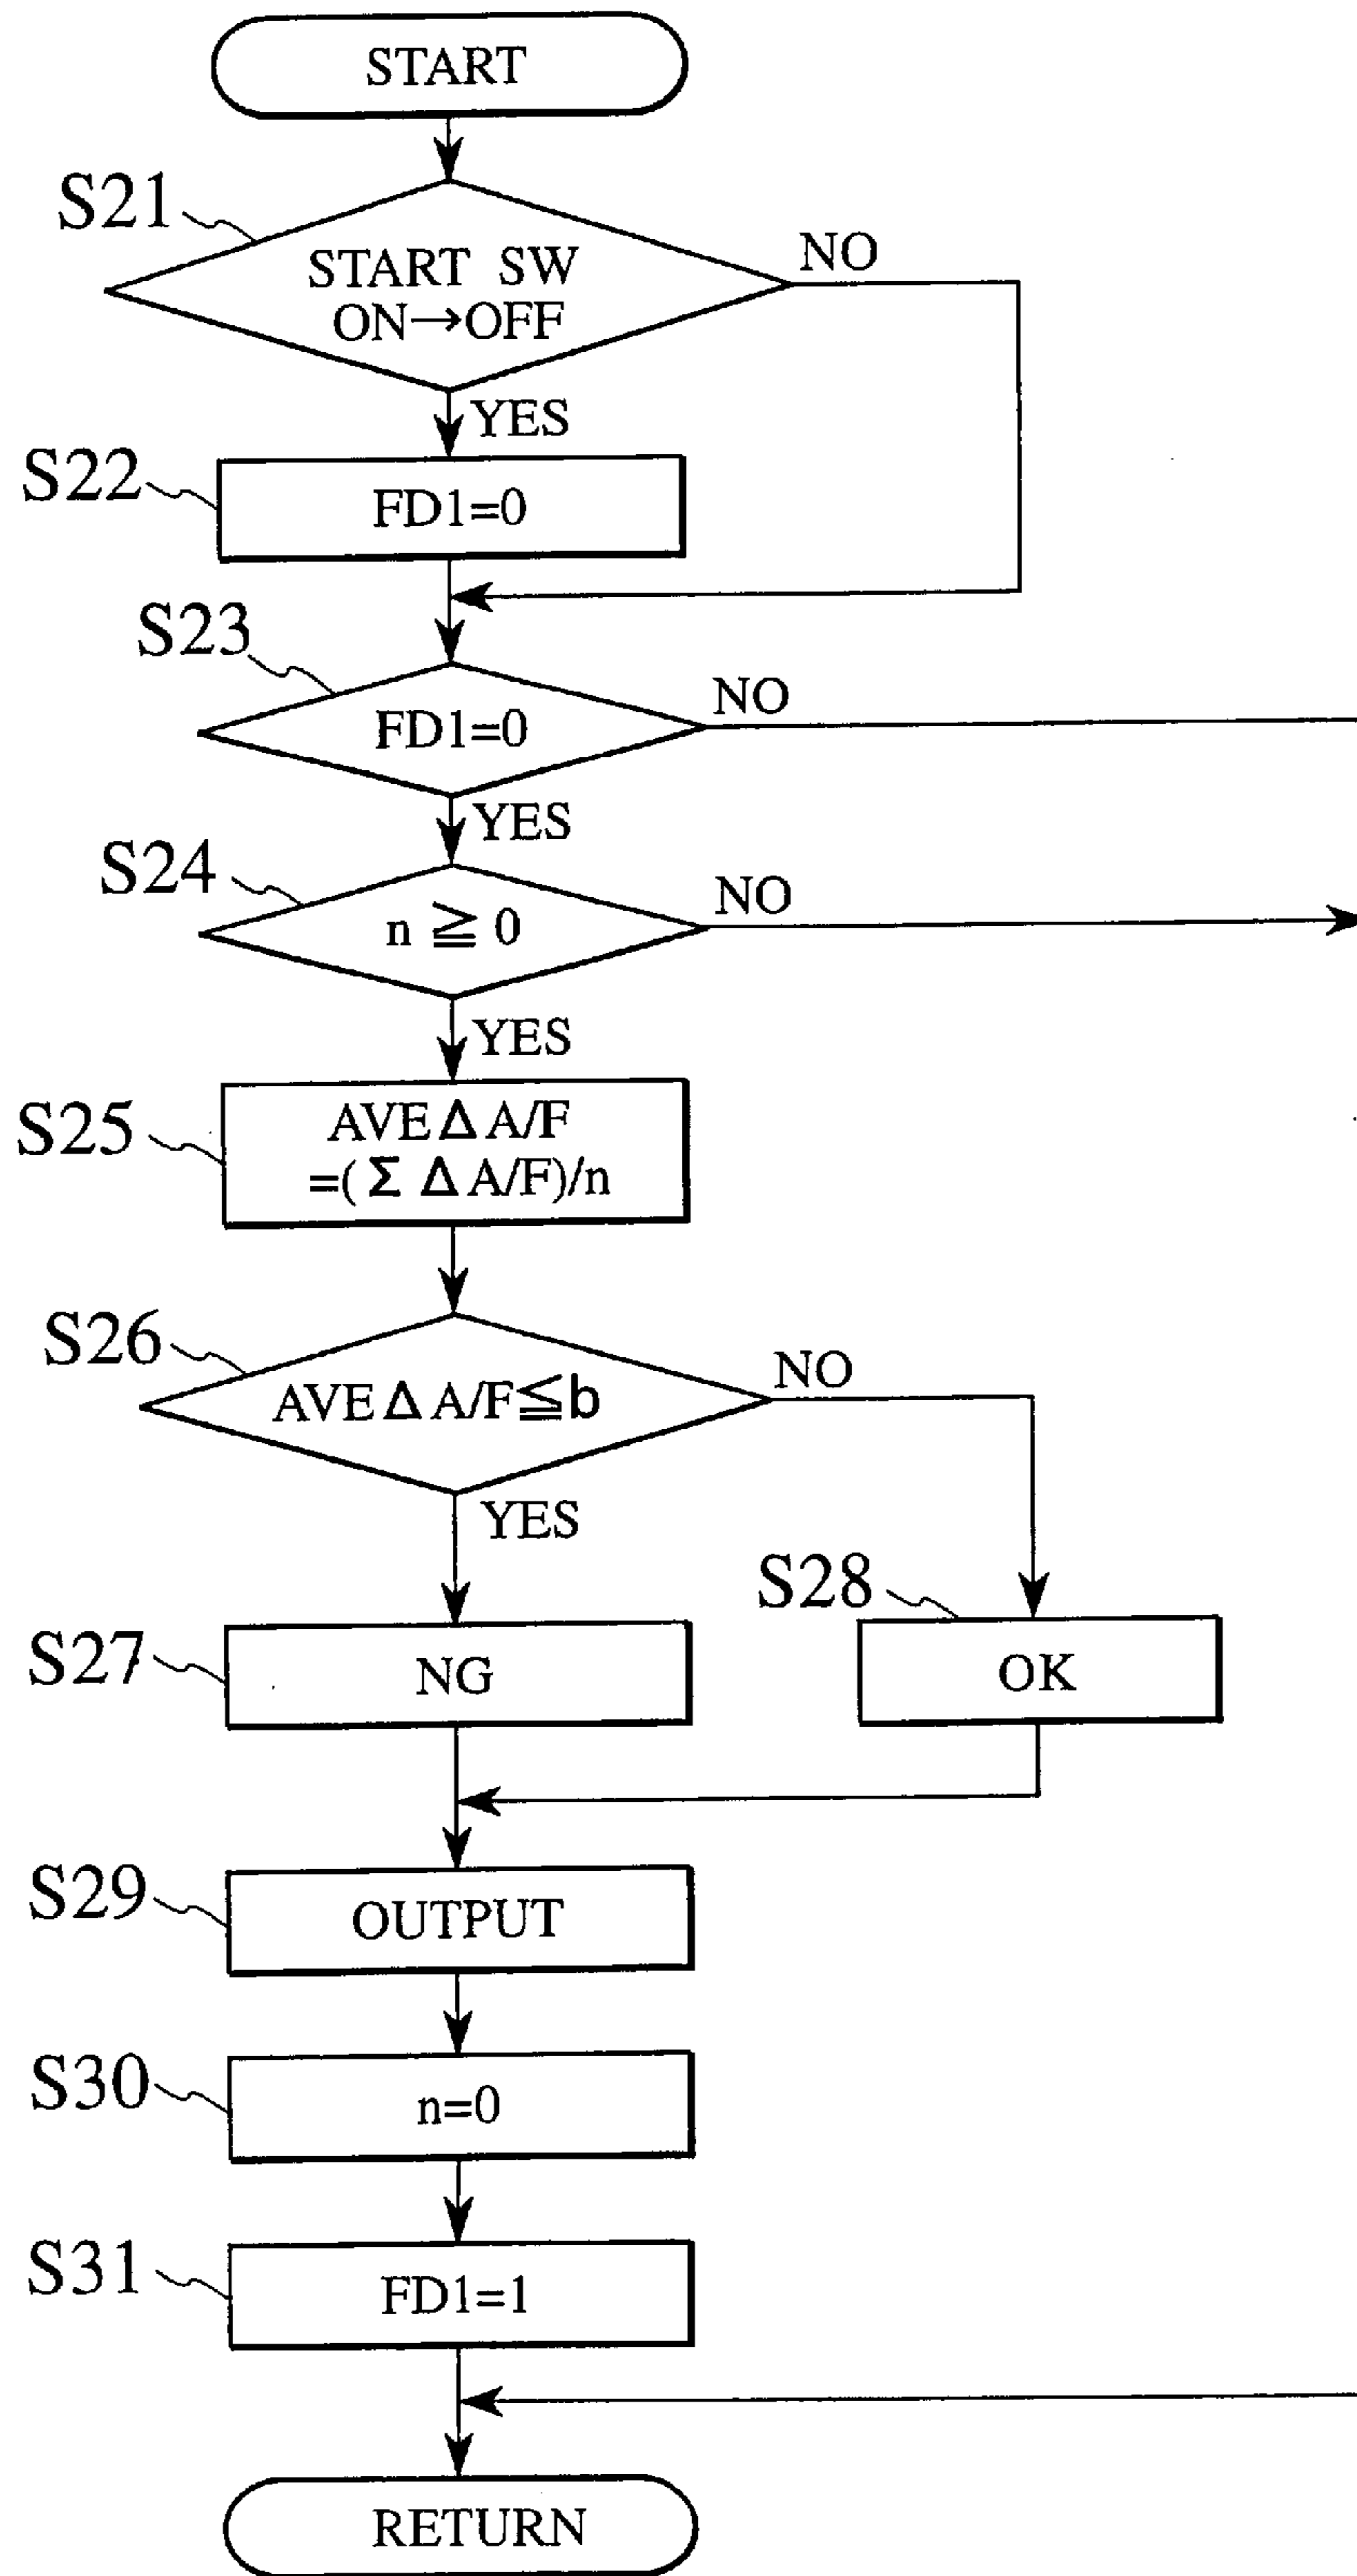 START
S21
START SW
ON→OFF
NO
YES
S22
FD1=0
S23
FD1=0
NO
YES
S24
n ≧ 0
NO
YES
S25
AVE Δ A/F
=(Σ Δ A/F)/n
S26
AVE Δ A/F≦b
NO
YES
S27
NG
S28
OK
S29
OUTPUT
S30
n=0
S31
FD1=1
RETURN